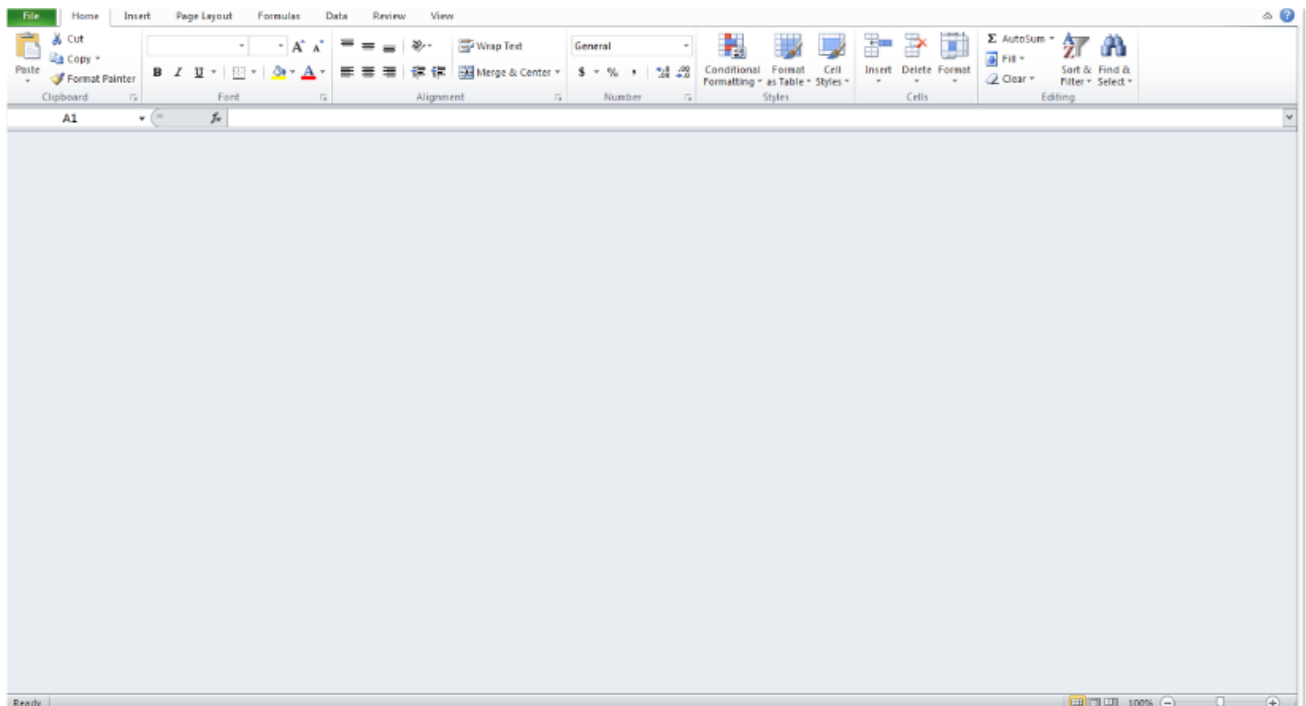 File Home Insert Page Layout Formulas Data Review View
Cut
Copy
Format Painter
Paste
Clipboard
A A
B I U A
Font
Wrap Text
Merge & Center
Alignment
General
$ % ,
Number
Conditional Formatting
Format as Table
Cell Styles
Styles
Insert Delete Format
Cells
Σ AutoSum
Fill
Clear
Sort & Filter
Find & Select
Editing
A1 fx
Ready 100%